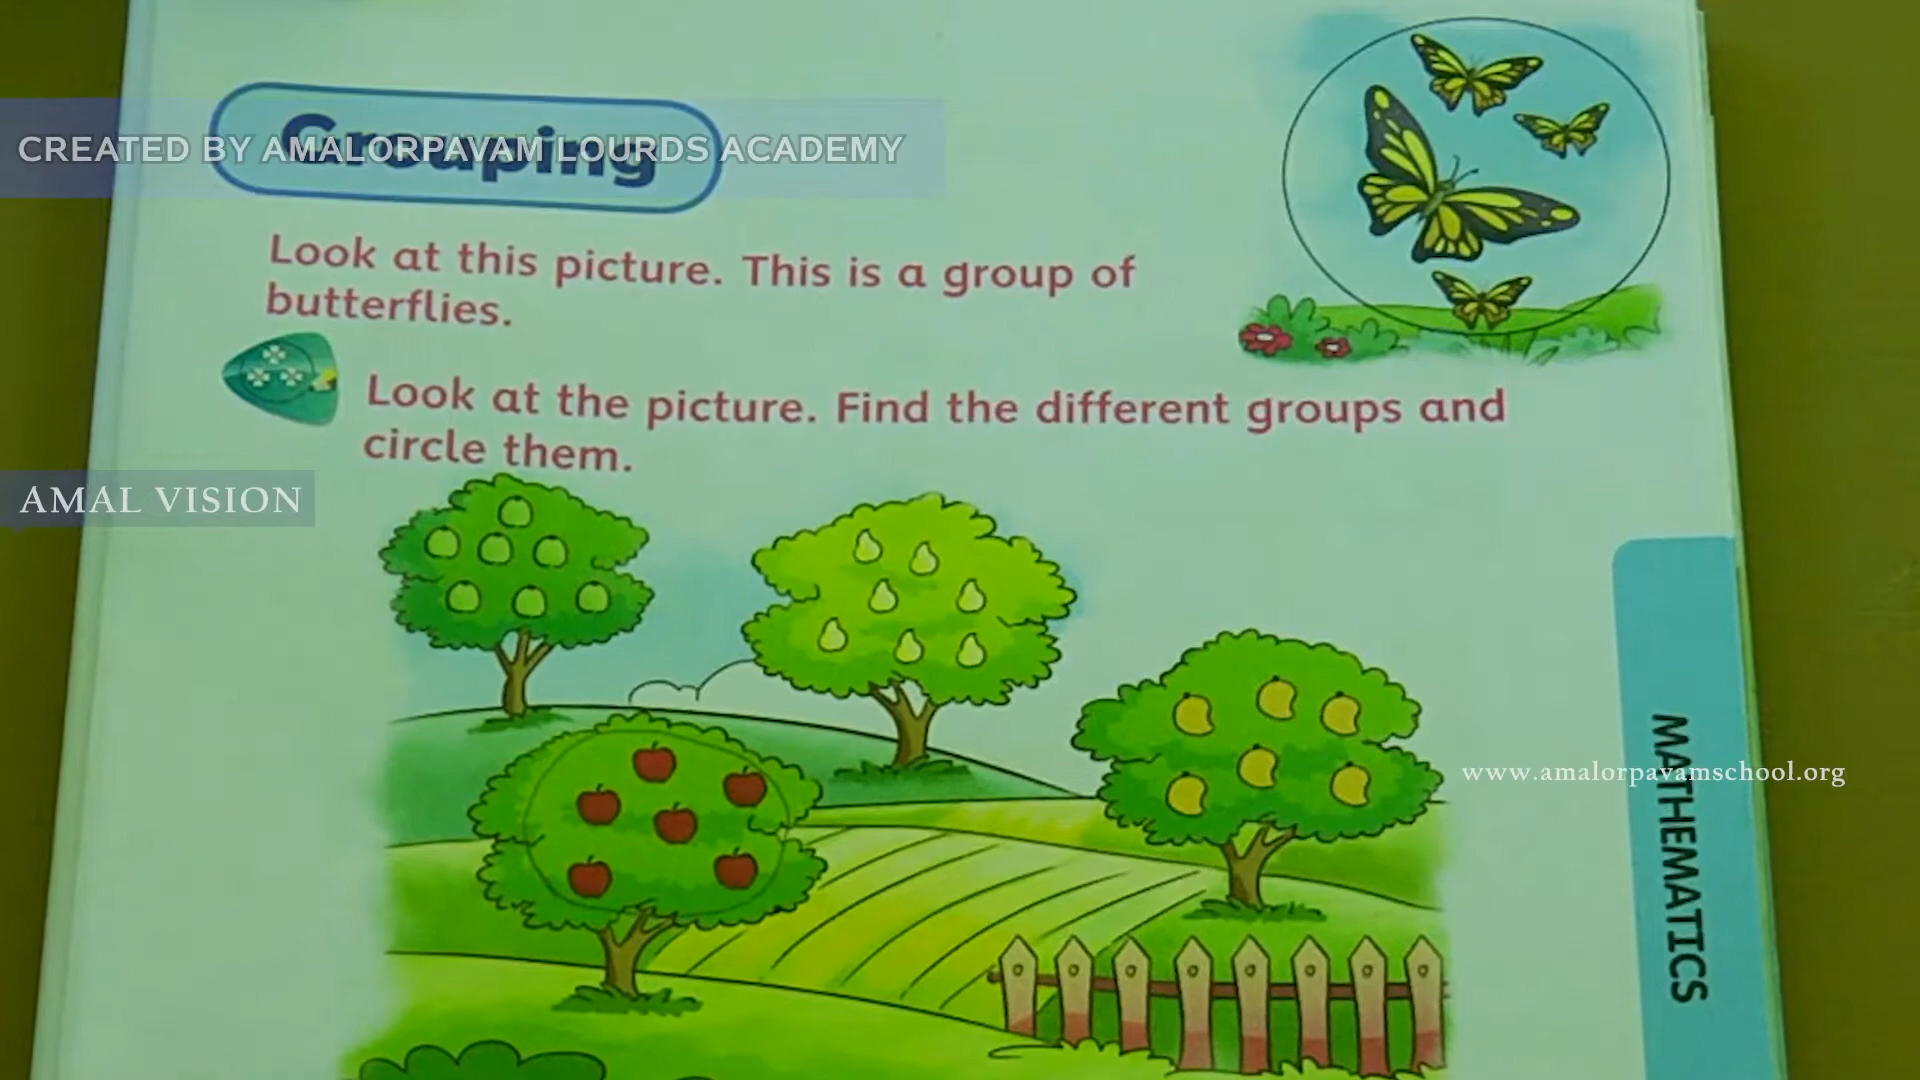 CREATED BY AMALORPAVAM LOURDS ACADEMY
Grouping
Look at this picture. This is a group of
butterflies.
Look at the picture. Find the different groups and
circle them.
AMAL VISION
www.amalorpavamschool.org
MATHEMATICS